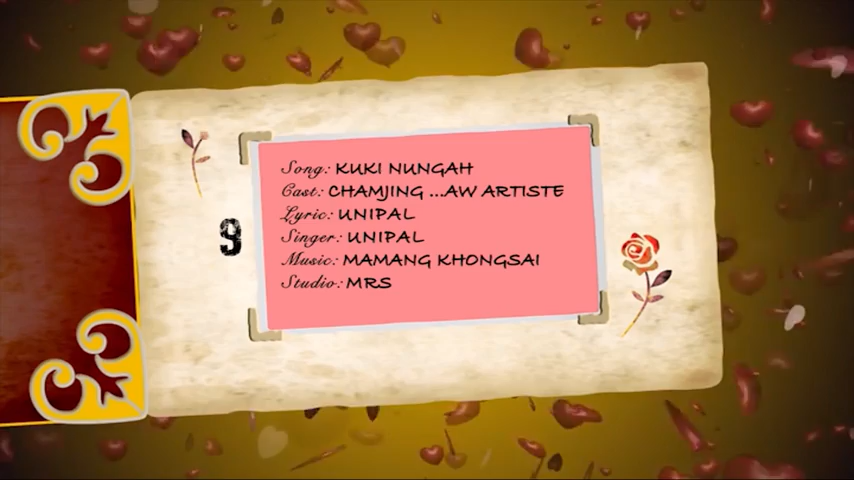 9
Song: KUKI NUNGAH
Cast: CHAMJING ...AW ARTISTE
Lyric: UNIPAL
Singer: UNIPAL
Music: MAMANG KHONGSAI
Studio: MRS